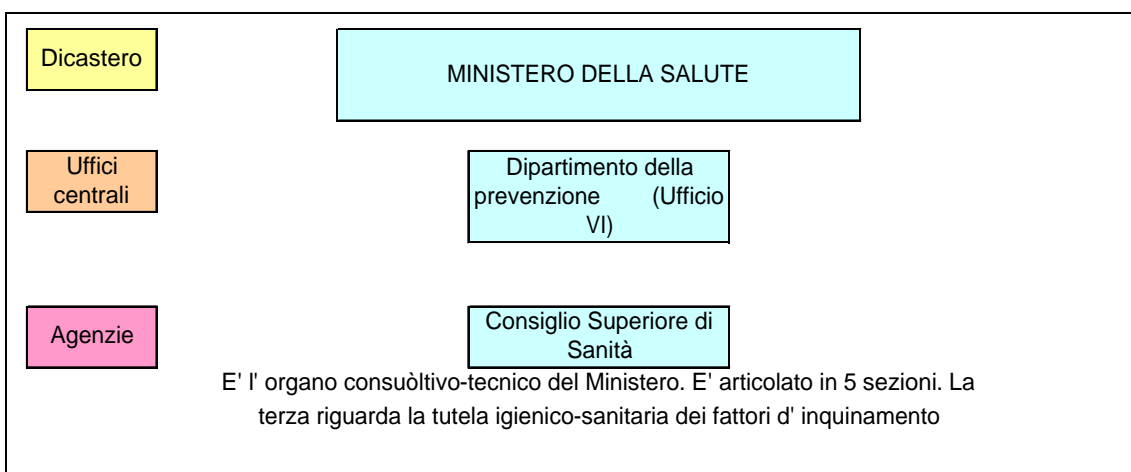 Dicastero
MINISTERO DELLA SALUTE
Uffici
centrali
Dipartimento della
prevenzione (Ufficio
VI)
Agenzie
Consiglio Superiore di
Sanità
E' l' organo consuòltivo-tecnico del Ministero. E' articolato in 5 sezioni. La
terza riguarda la tutela igienico-sanitaria dei fattori d' inquinamento